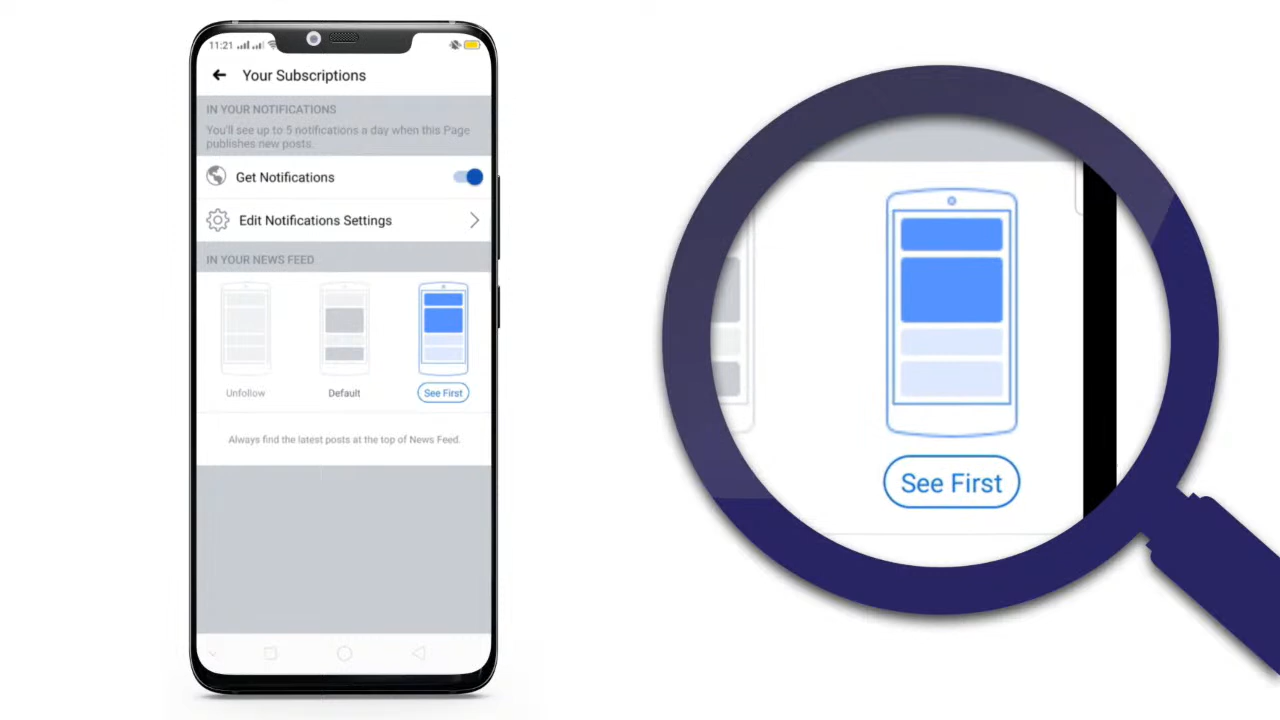 11:21
Your Subscriptions
IN YOUR NOTIFICATIONS
You'll see up to 5 notifications a day when this Page
publishes new posts.
Get Notifications
Edit Notifications Settings
IN YOUR NEWS FEED
Unfollow
Default
See First
Always find the latest posts at the top of News Feed.
See First